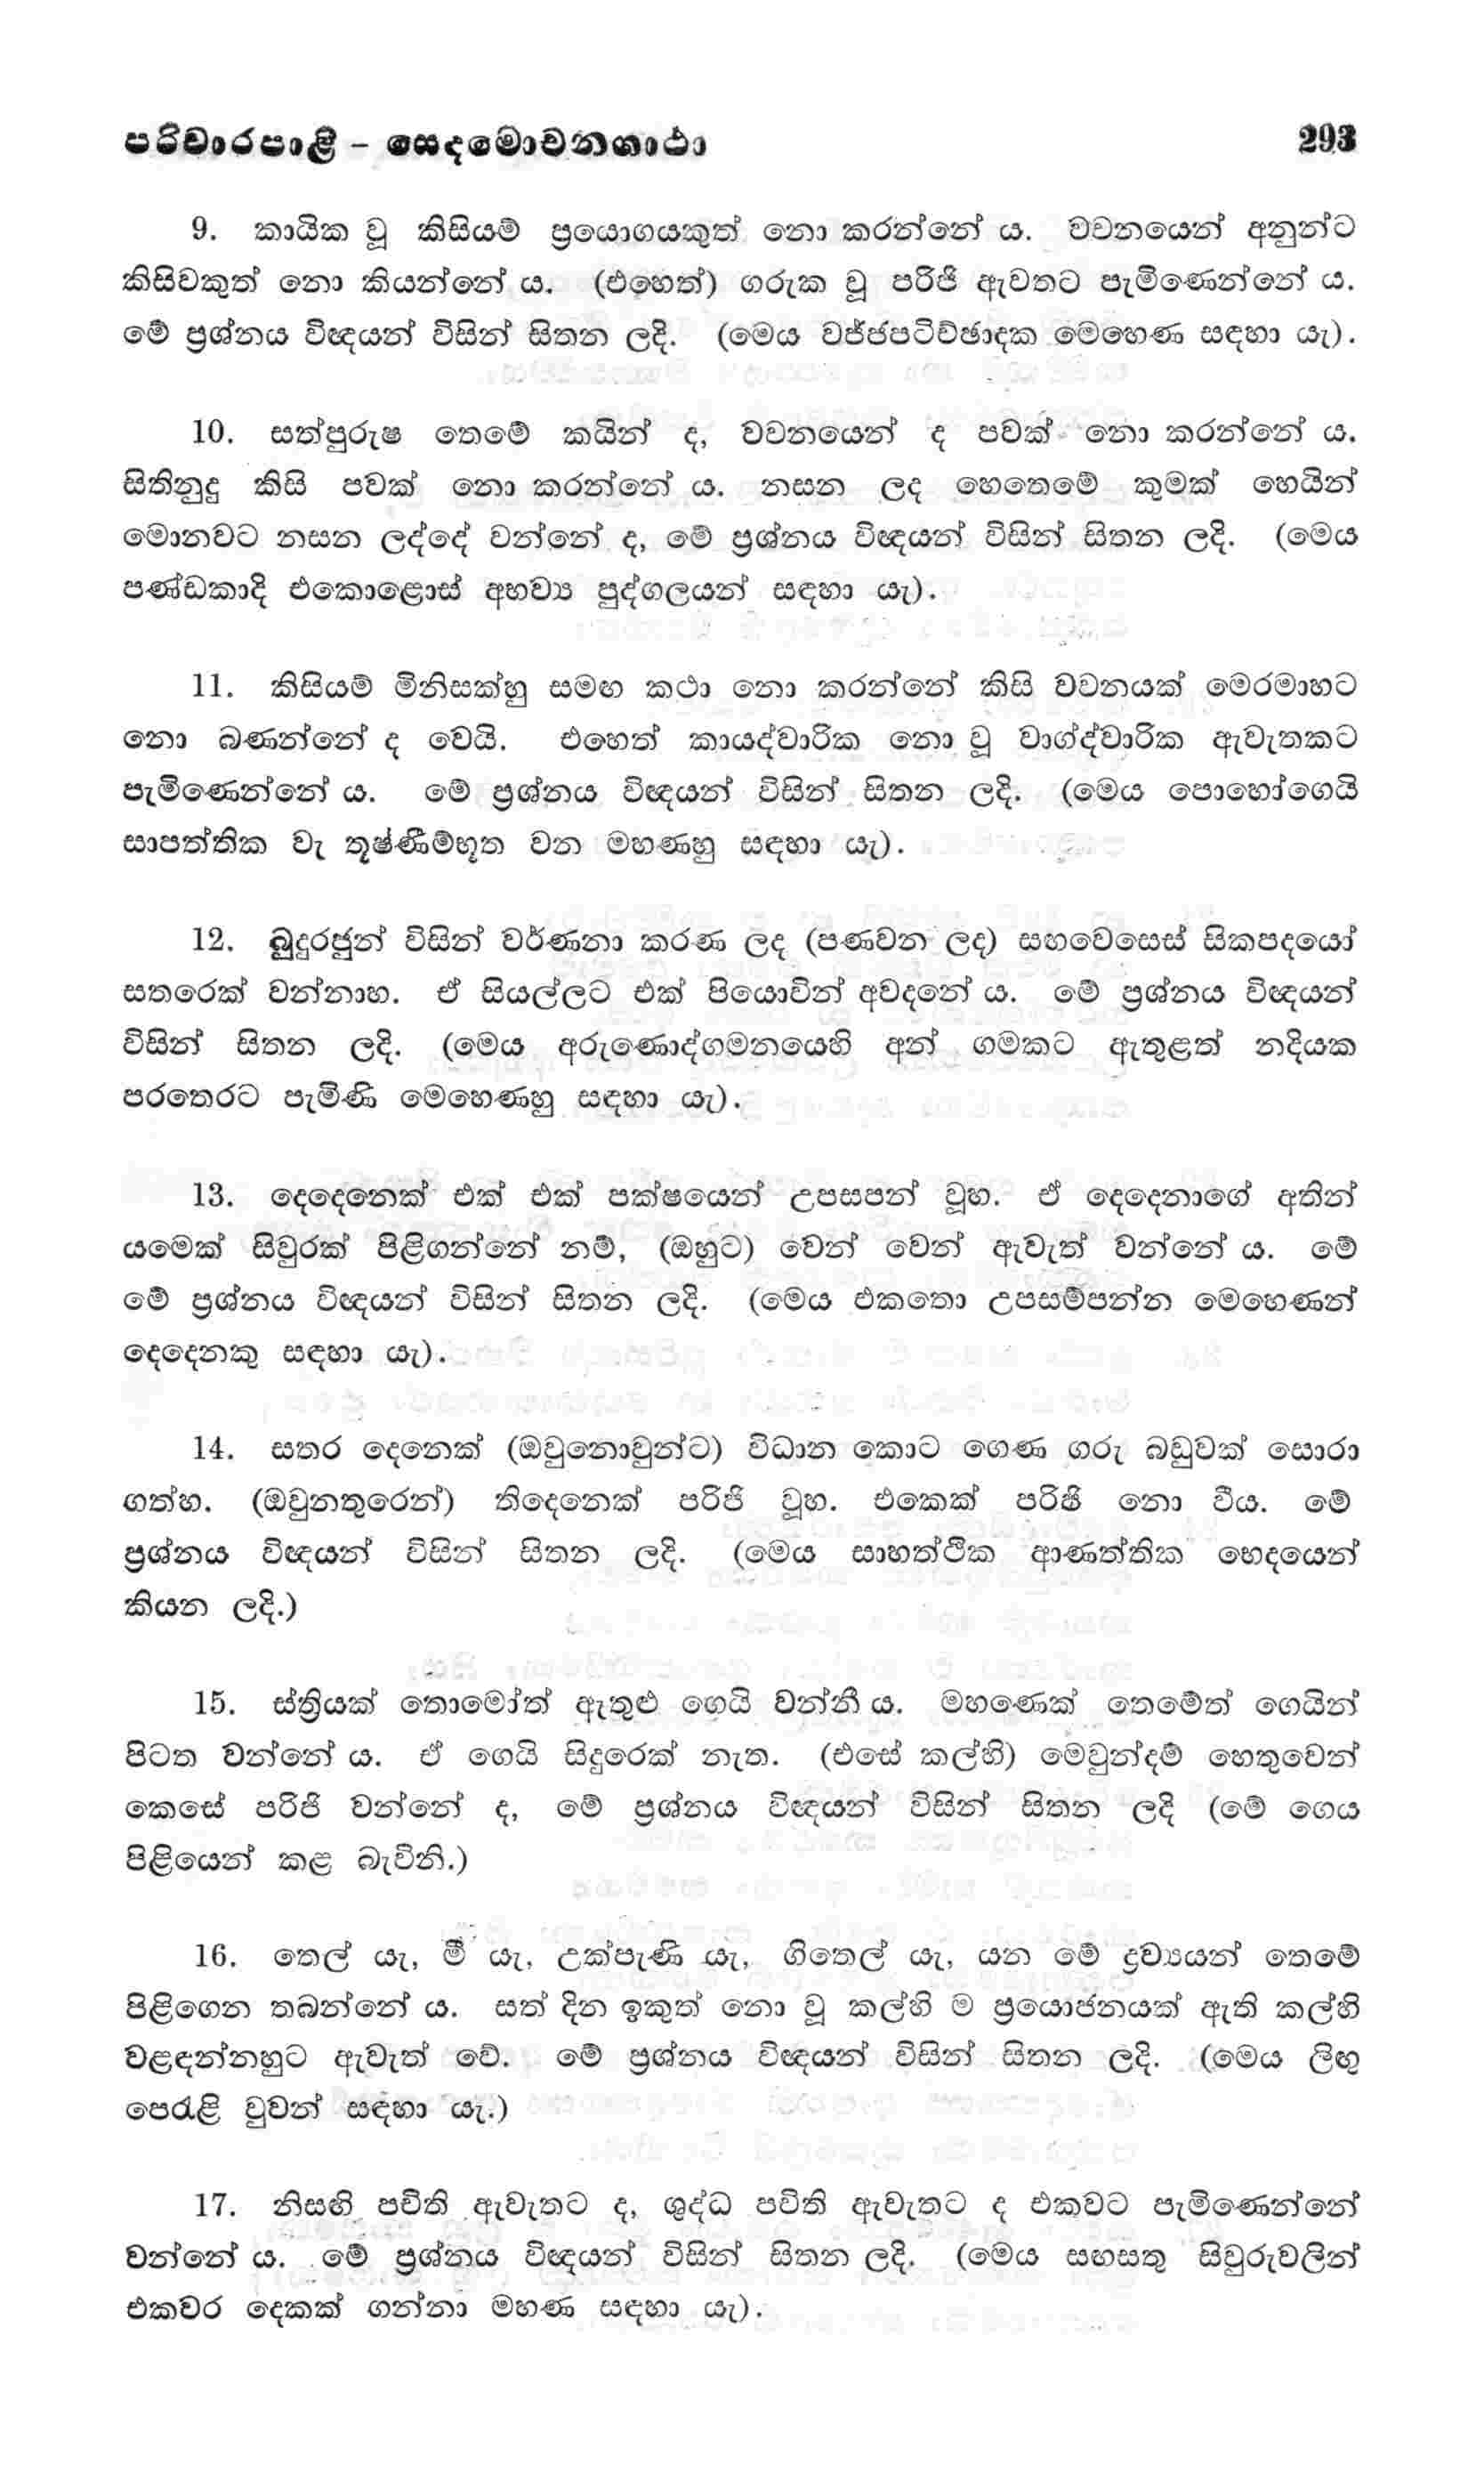 පරිවාරපාළි – සෙදමොචනගාථා 293
9. කායික වූ කිසියම් ප්‍රයොගයකුත් නො කරන්නේ ය. වචනයෙන් අනුන්ට
කිසිවකුත් නො කියන්නේ ය. (එහෙත්) ගරුක වූ පරිජි ඇවතට පැමිණෙන්නේ ය.
මේ ප්‍රශ්නය විඥයන් විසින් සිතන ලදි. (මෙය වජ්ජපටිච්ඡාදක මෙහෙණ සඳහා යැ).
10. සත්පුරුෂ තෙමේ කයින් ද, වචනයෙන් ද පවක් නො කරන්නේ ය.
සිතිනුදු කිසි පවක් නො කරන්නේ ය. නසන ලද හෙතෙමේ කුමක් හෙයින්
මොනවට නසන ලද්දේ වන්නේ ද, මේ ප්‍රශ්නය විඥයන් විසින් සිතන ලදි. (මෙය
පණ්ඩකාදි එකොළොස් අභව්‍ය පුද්ගලයන් සඳහා යැ).
11. කිසියම් මිනිසක්හු සමඟ කථා නො කරන්නේ කිසි වචනයක් මෙරමාහට
නො බණන්නේ ද වෙයි. එහෙත් කායද්වාරික නො වූ වාග්ද්වාරික ඇවැතකට
පැමිණෙන්නේ ය. මේ ප්‍රශ්නය විඥයන් විසින් සිතන ලදි. (මෙය පොහෝගෙයි
සාපත්තික වැ තූෂ්ණීම්භූත වන මහණහු සඳහා යැ).
12. බුදුරජුන් විසින් වර්ණනා කරණ ලද (පණවන ලද) සඟවෙසෙස් සිකපදයෝ
සතරෙක් වන්නාහ. ඒ සියල්ලට එක් පියොවින් අවදනේ ය. මේ ප්‍රශ්නය විඥයන්
විසින් සිතන ලදි. (මෙය අරුණොද්ගමනයෙහි අන් ගමකට ඇතුළත් නදියක
පරතෙරට පැමිණි මෙහෙණහු සඳහා යැ).
13. දෙදෙනෙක් එක් එක් පක්ෂයෙන් උපසපන් වූහ. ඒ දෙදෙනාගේ අතින්
යමෙක් සිවුරක් පිළිගන්නේ නම්, (ඔහුට) වෙන් වෙන් ඇවැත් වන්නේ ය. මේ
මේ ප්‍රශ්නය විඥයන් විසින් සිතන ලදි. (මෙය එකතො උපසම්පන්න මෙහෙණන්
දෙදෙනකු සඳහා යැ).
14. සතර දෙනෙක් (ඔවුනොවුන්ට) විධාන කොට ගෙණ ගරු බඩුවක් සොරා
ගත්හ. (ඔවුනතුරෙන්) තිදෙනෙක් පරිජි වූහ. එකෙක් පරිජි නො වීය. මේ
ප්‍රශ්නය විඥයන් විසින් සිතන ලදි. (මෙය සාහත්ථික ආණත්තික භෙදයෙන්
කියන ලදි.)
15. ස්ත්‍රියක් තොමෝත් ඇතුළු ගෙයි වන්නී ය. මහණෙක් තෙමේත් ගෙයින්
පිටත වන්නේ ය. ඒ ගෙයි සිදුරෙක් නැත. (එසේ කල්හි) මෙවුන්දම් හෙතුවෙන්
කෙසේ පරිජි වන්නේ ද, මේ ප්‍රශ්නය විඥයන් විසින් සිතන ලදි (මේ ගෙය
පිළියෙන් කළ බැවිනි.)
16. තෙල් යැ, මී යැ, උක්පැණි යැ, ගිතෙල් යැ, යන මේ ද්‍රව්‍යයන් තෙමේ
පිළිගෙන තබන්නේ ය. සත් දින ඉකුත් නො වූ කල්හි ම ප්‍රයොජනයක් ඇති කල්හි
වළඳන්නහුට ඇවැත් වේ. මේ ප්‍රශ්නය විඥයන් විසින් සිතන ලදි. (මෙය ලිඟු
පෙරැළි වුවන් සඳහා යැ.)
17. නිසඟි පචිති ඇවැතට ද, ශුද්ධ පචිති ඇවැතට ද එකවට පැමිණෙන්නේ
වන්නේ ය. මේ ප්‍රශ්නය විඥයන් විසින් සිතන ලදි. (මෙය සඟසතු සිවුරුවලින්
එකවර දෙකක් ගන්නා මහණ සඳහා යැ).